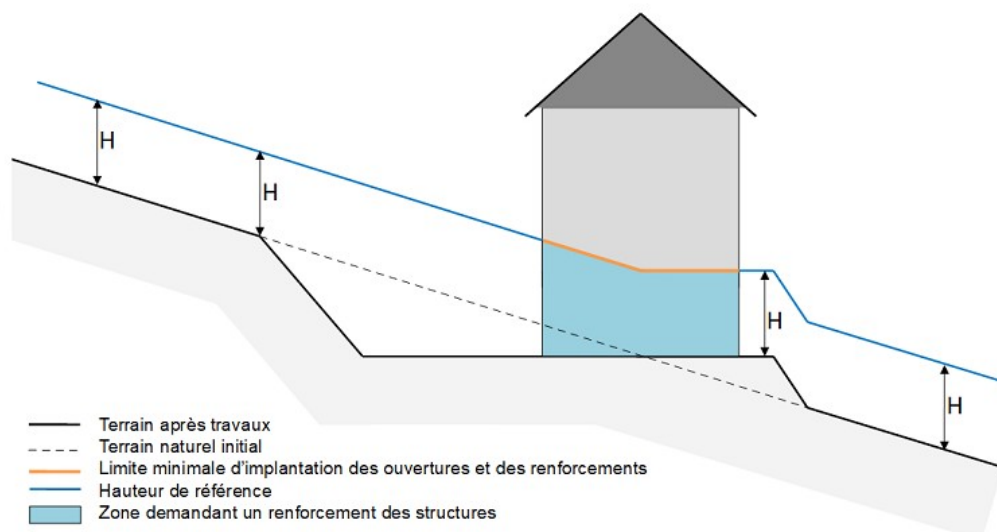 H
H
H
H
Terrain après travaux
Terrain naturel initial
Limite minimale d'implantation des ouvertures et des renforcements
Hauteur de référence
Zone demandant un renforcement des structures